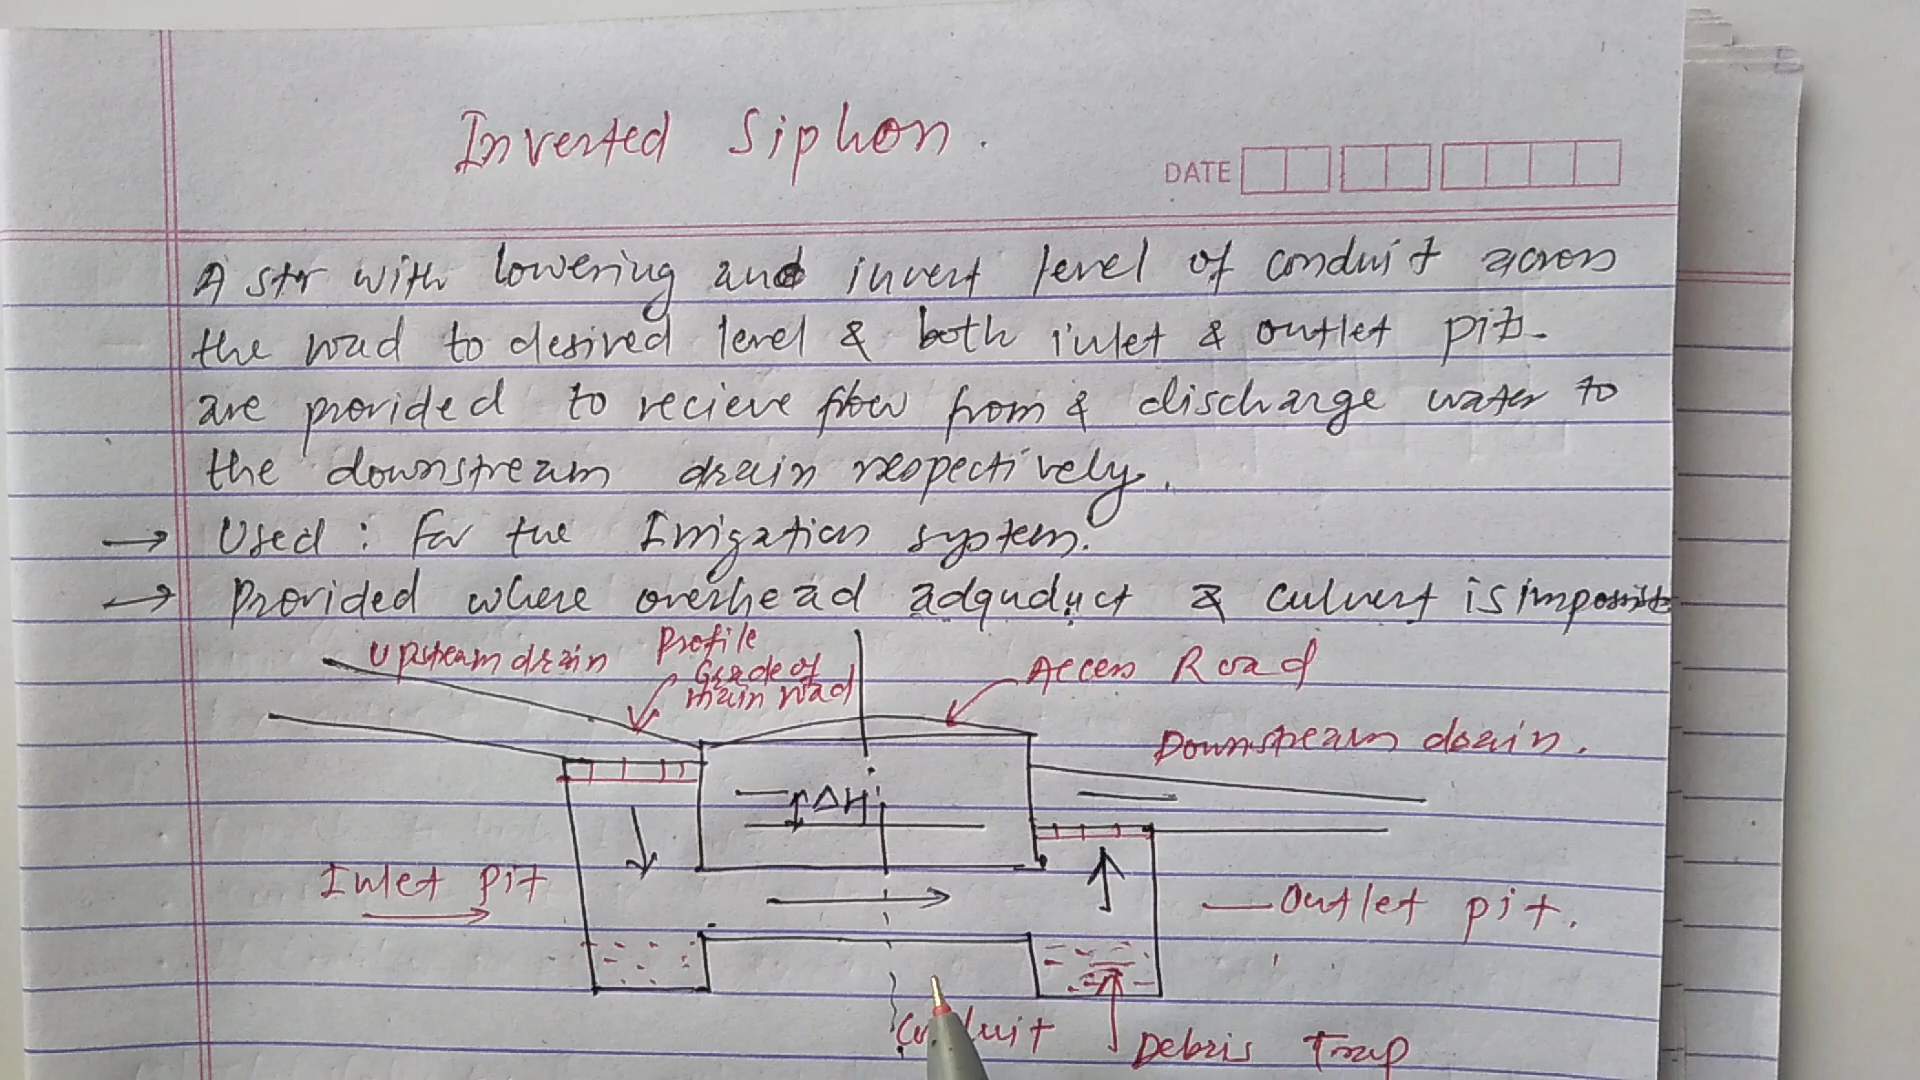 Inverted Siphon.
DATE
A str with lowering and invert level of conduit across
the road to desired level & both inlet & outlet pits.
are provided to recieve flow from & discharge water to
the downstream drain respectively.
→ Used : For the Irrigation system.
→ Provided where overhead adquduct & culvert is
Upstream drain
Profile
Grade of
main road
Access Road
Downstream drain.
ΔH
Inlet pit
Outlet pit.
Debris Trap